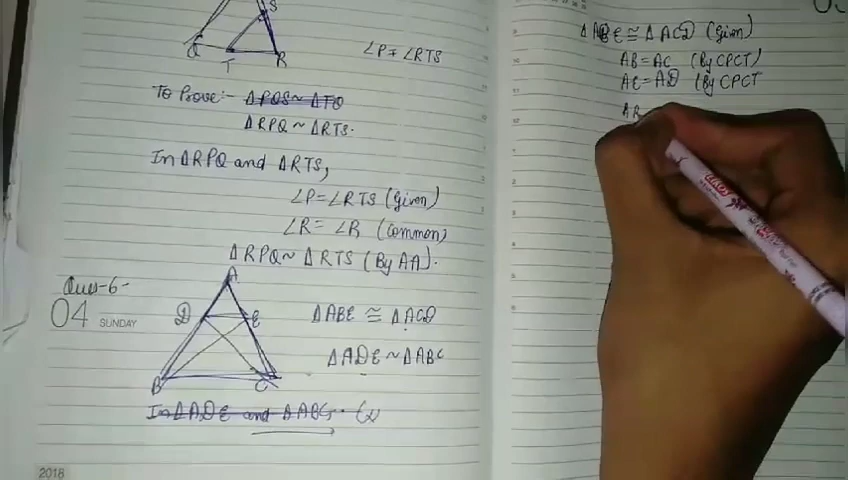 S
Q
T
R
∠P = ∠RTS
To Prove:- ΔPQS ~ ΔTQ
ΔRPQ ~ ΔRTS.
In ΔRPQ and ΔRTS,
∠P = ∠RTS (Given)
∠R = ∠R (Common)
ΔRPQ ~ ΔRTS (By AA).
Ques-6-
04 SUNDAY
A
D
E
B
C
ΔABE ≅ ΔACD
ΔADE ~ ΔABC
In ΔADE and ΔABC
2018
ΔABE ≅ ΔACD (Given)
AB = AC (By CPCT)
AE = AD (By CPCT